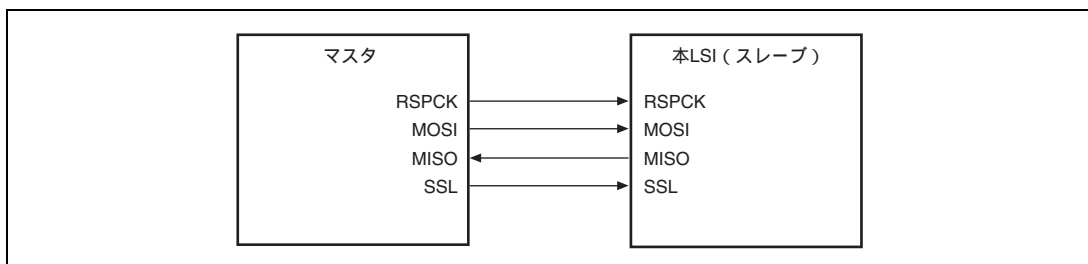 マスタ
RSPCK
MOSI
MISO
SSL
本LSI(スレーブ)
RSPCK
MOSI
MISO
SSL